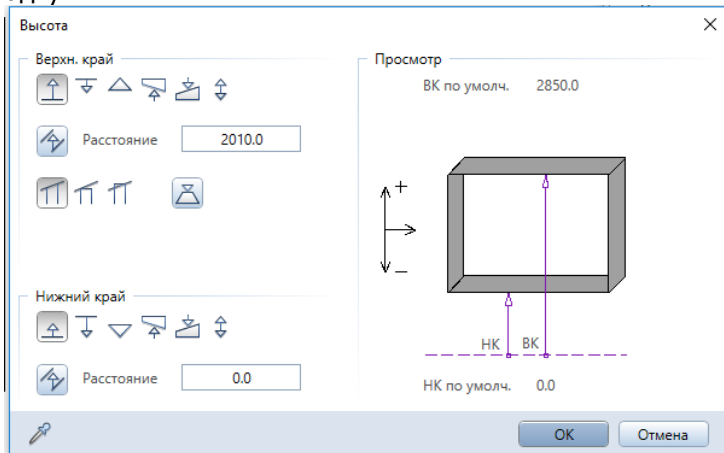 Высота
Верхн. край
Расстояние 2010.0
Нижний край
Расстояние 0.0
Просмотр
ВК по умолч. 2850.0
+
−
НК ВК
НК по умолч. 0.0
ОК Отмена